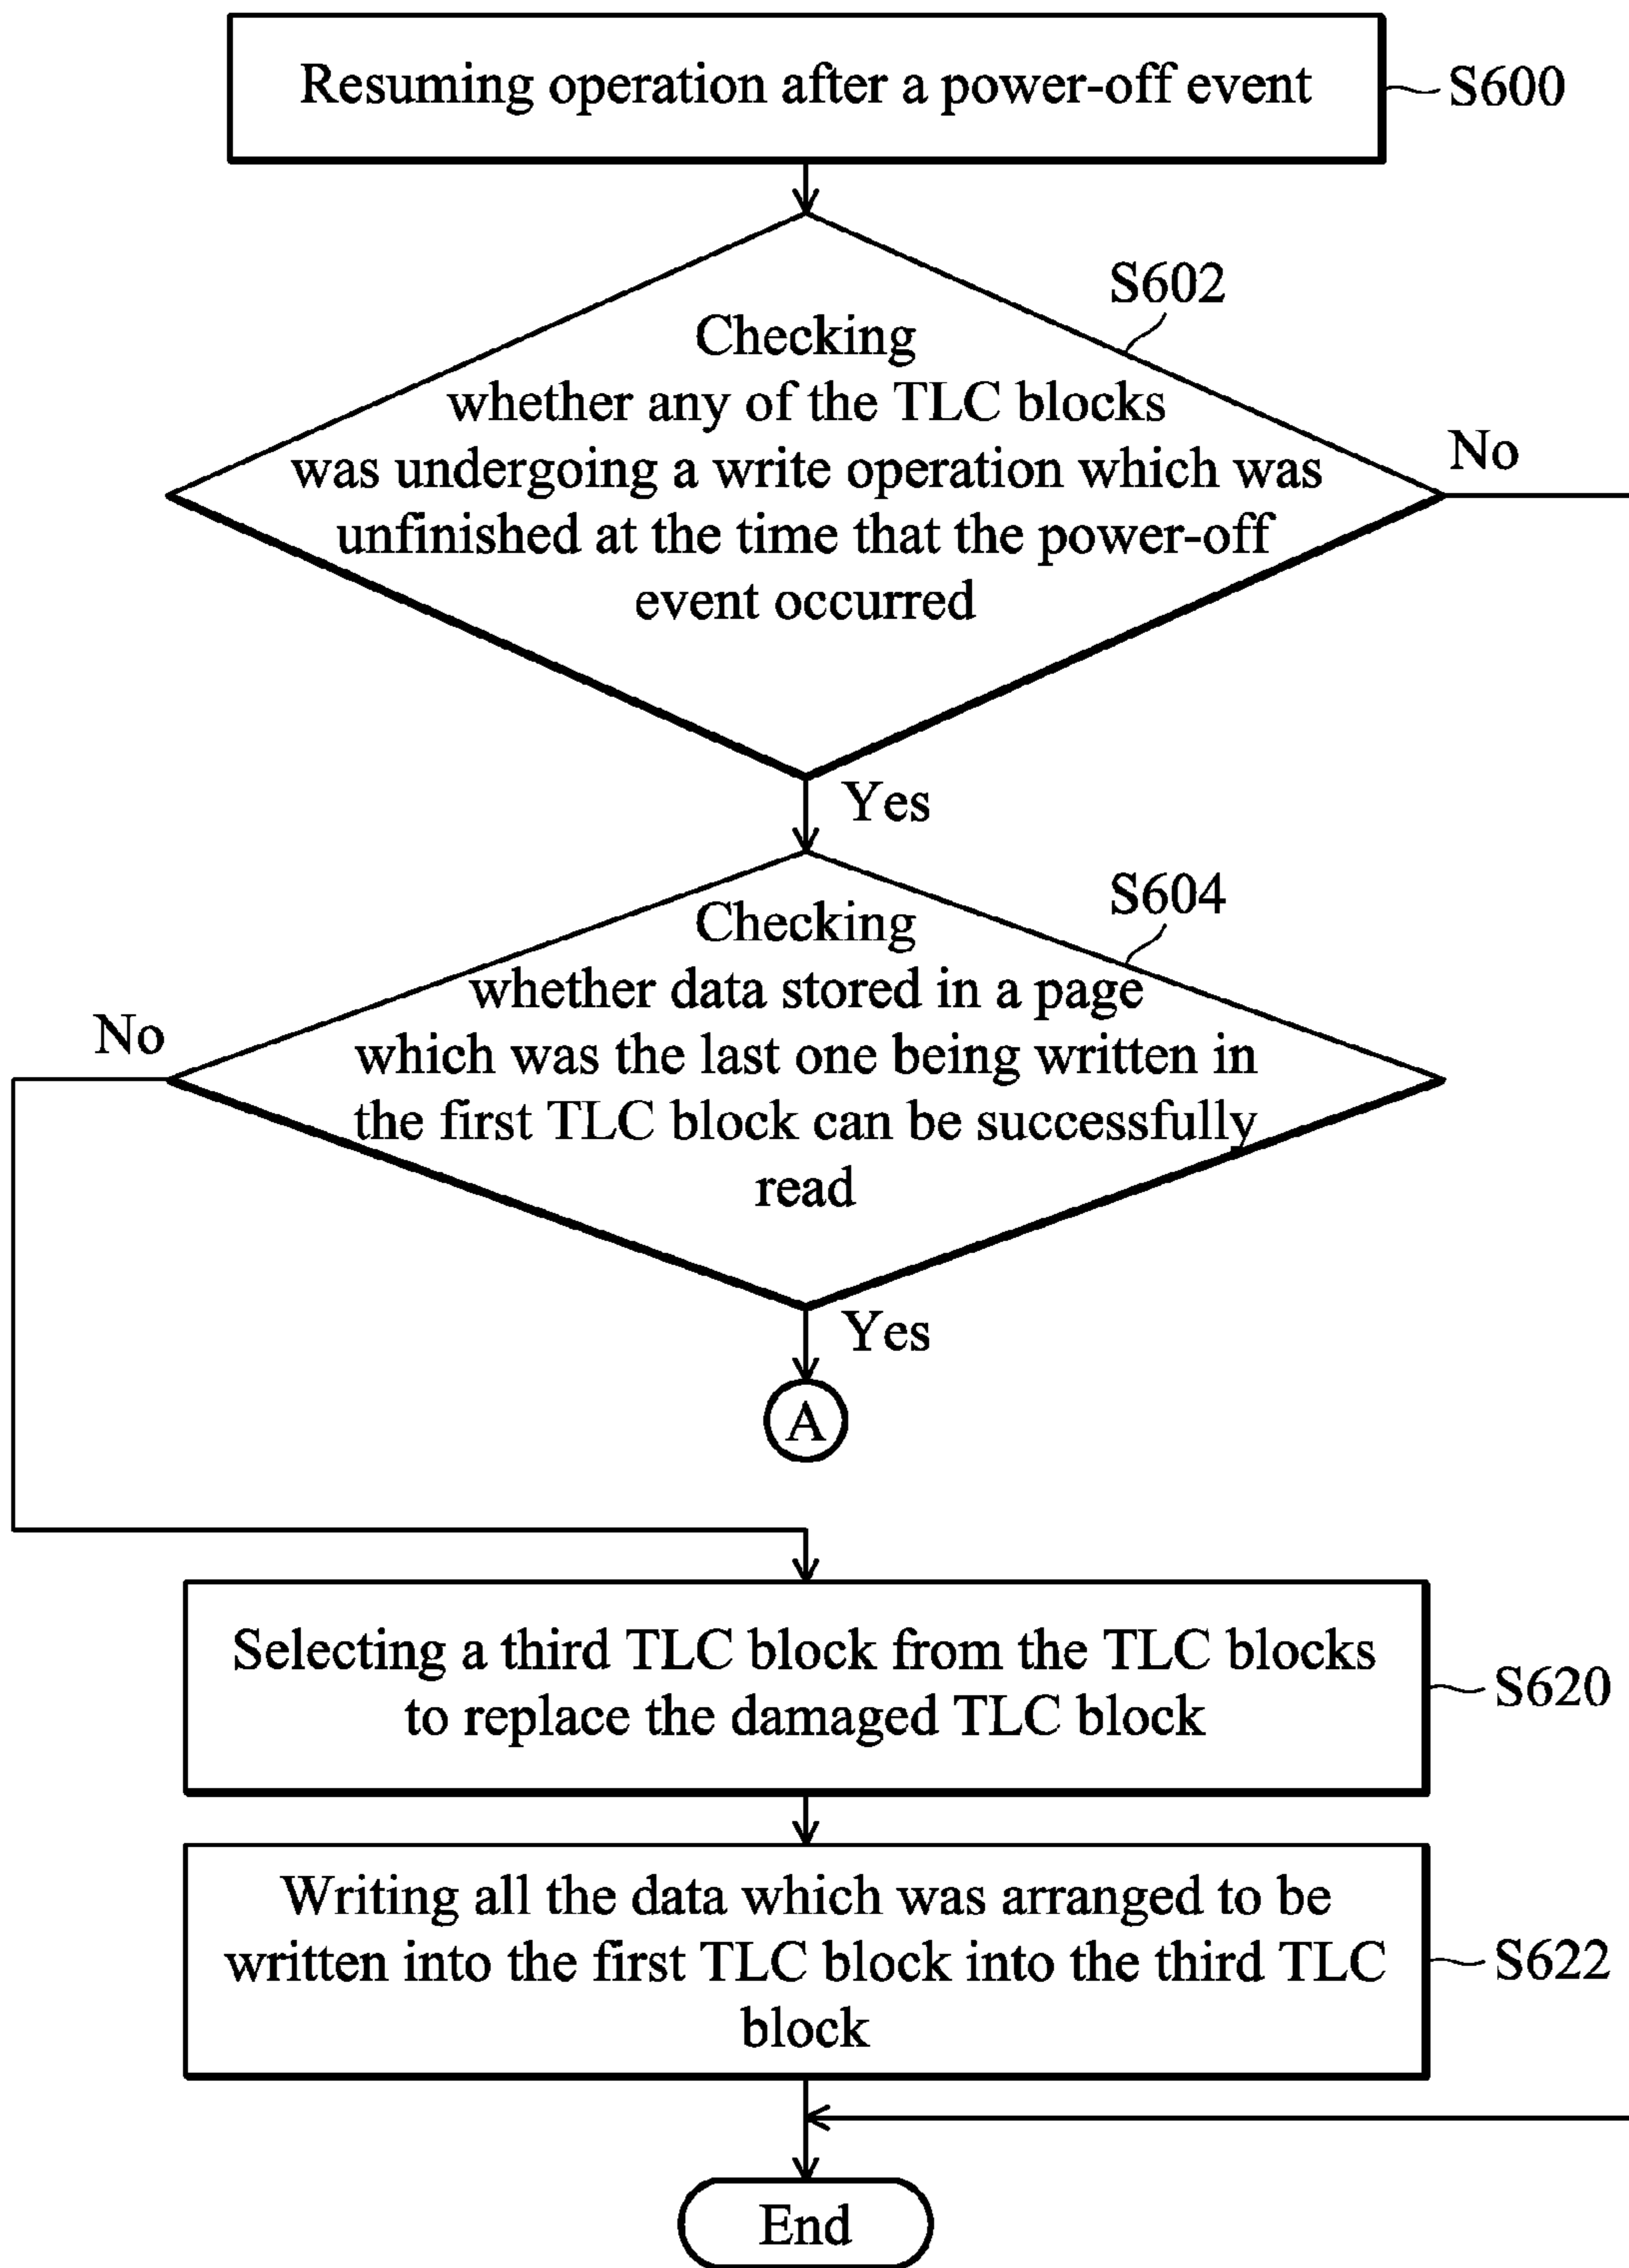 Resuming operation after a power-off event
S600
S602
Checking
whether any of the TLC blocks
was undergoing a write operation which was
unfinished at the time that the power-off
event occurred
No
Yes
S604
Checking
whether data stored in a page
which was the last one being written in
the first TLC block can be successfully
read
No
Yes
A
Selecting a third TLC block from the TLC blocks
to replace the damaged TLC block
S620
Writing all the data which was arranged to be
written into the first TLC block into the third TLC
block
S622
End